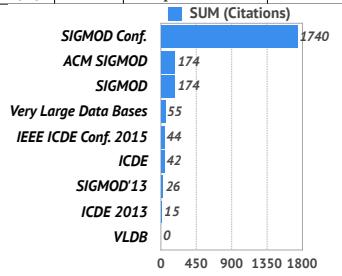 SUM (Citations)
SIGMOD Conf. 1740
ACM SIGMOD 174
SIGMOD 174
Very Large Data Bases 55
IEEE ICDE Conf. 2015 44
ICDE 42
SIGMOD'13 26
ICDE 2013 15
VLDB 0
0 450 900 1350 1800